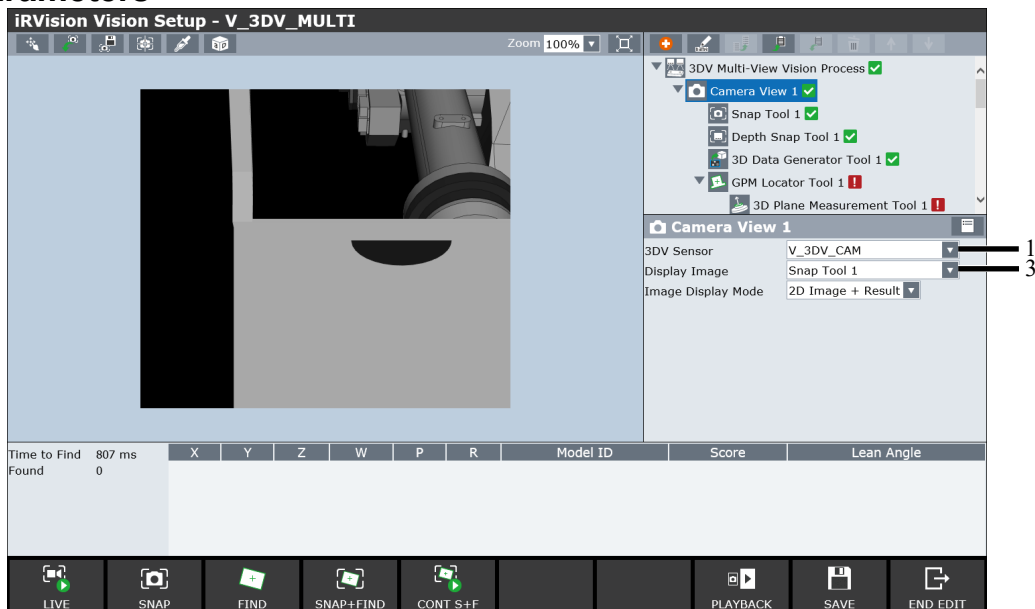 iRVision Vision Setup - V_3DV_MULTI
Zoom 100%
3DV Multi-View Vision Process
Camera View 1
Snap Tool 1
Depth Snap Tool 1
3D Data Generator Tool 1
GPM Locator Tool 1
3D Plane Measurement Tool 1
Camera View 1
3DV Sensor V_3DV_CAM 1
Display Image Snap Tool 1 3
Image Display Mode 2D Image + Result
Time to Find 807 ms X Y Z W P R Model ID Score Lean Angle
Found 0
LIVE SNAP FIND SNAP+FIND CONT S+F PLAYBACK SAVE END EDIT